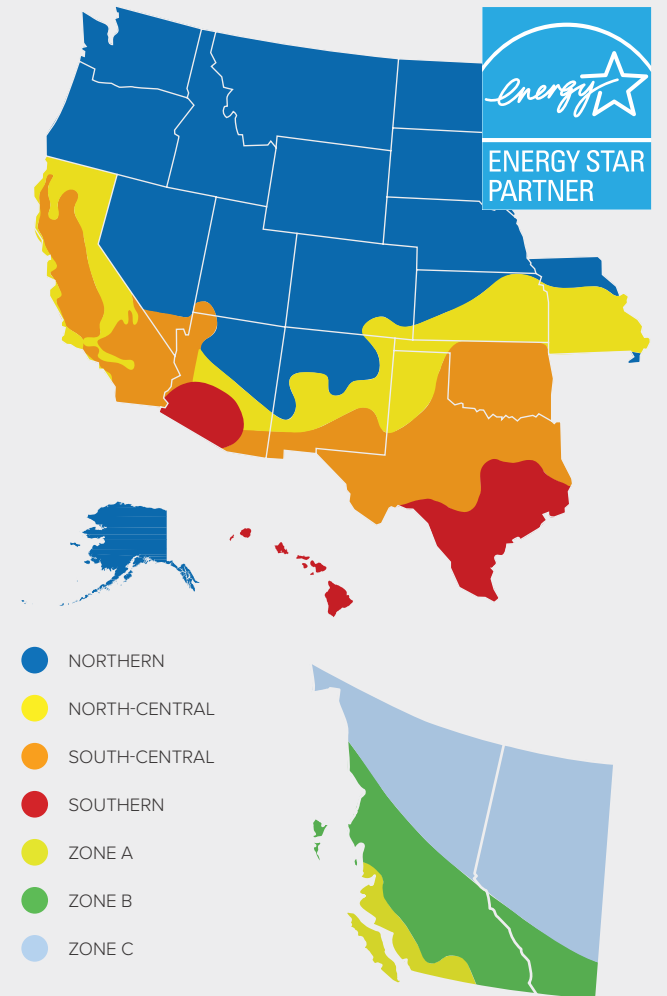 energy
ENERGY STAR
PARTNER
NORTHERN
NORTH-CENTRAL
SOUTH-CENTRAL
SOUTHERN
ZONE A
ZONE B
ZONE C